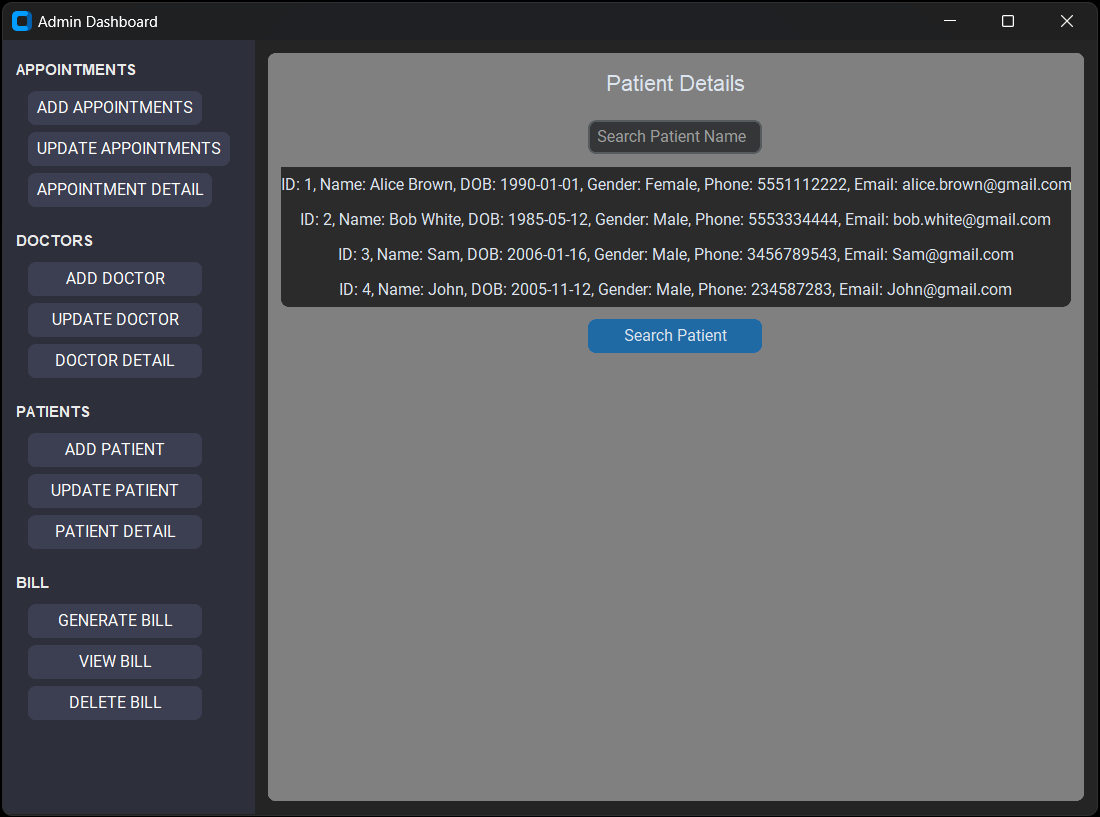 Admin Dashboard
APPOINTMENTS
ADD APPOINTMENTS
UPDATE APPOINTMENTS
APPOINTMENT DETAIL
DOCTORS
ADD DOCTOR
UPDATE DOCTOR
DOCTOR DETAIL
PATIENTS
ADD PATIENT
UPDATE PATIENT
PATIENT DETAIL
BILL
GENERATE BILL
VIEW BILL
DELETE BILL
Patient Details
Search Patient Name
ID: 1, Name: Alice Brown, DOB: 1990-01-01, Gender: Female, Phone: 5551112222, Email: alice.brown@gmail.com
ID: 2, Name: Bob White, DOB: 1985-05-12, Gender: Male, Phone: 5553334444, Email: bob.white@gmail.com
ID: 3, Name: Sam, DOB: 2006-01-16, Gender: Male, Phone: 3456789543, Email: Sam@gmail.com
ID: 4, Name: John, DOB: 2005-11-12, Gender: Male, Phone: 234587283, Email: John@gmail.com
Search Patient